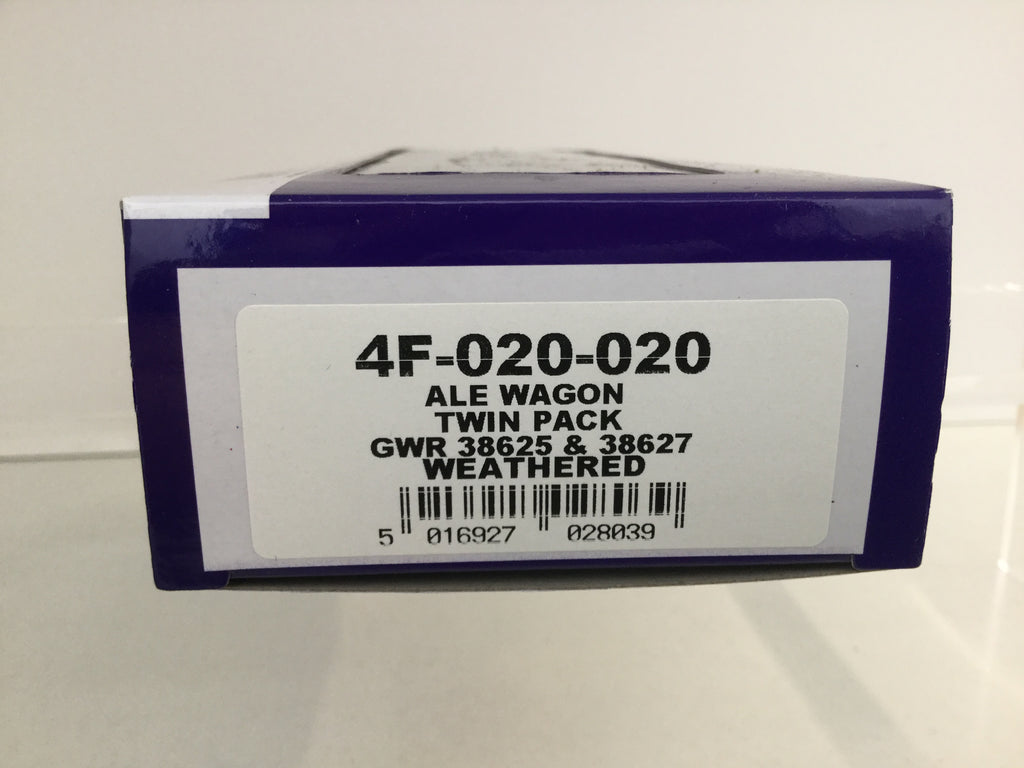 4F-020-020
ALE WAGON
TWIN PACK
GWR 38625 & 38627
WEATHERED
5 016927 028039